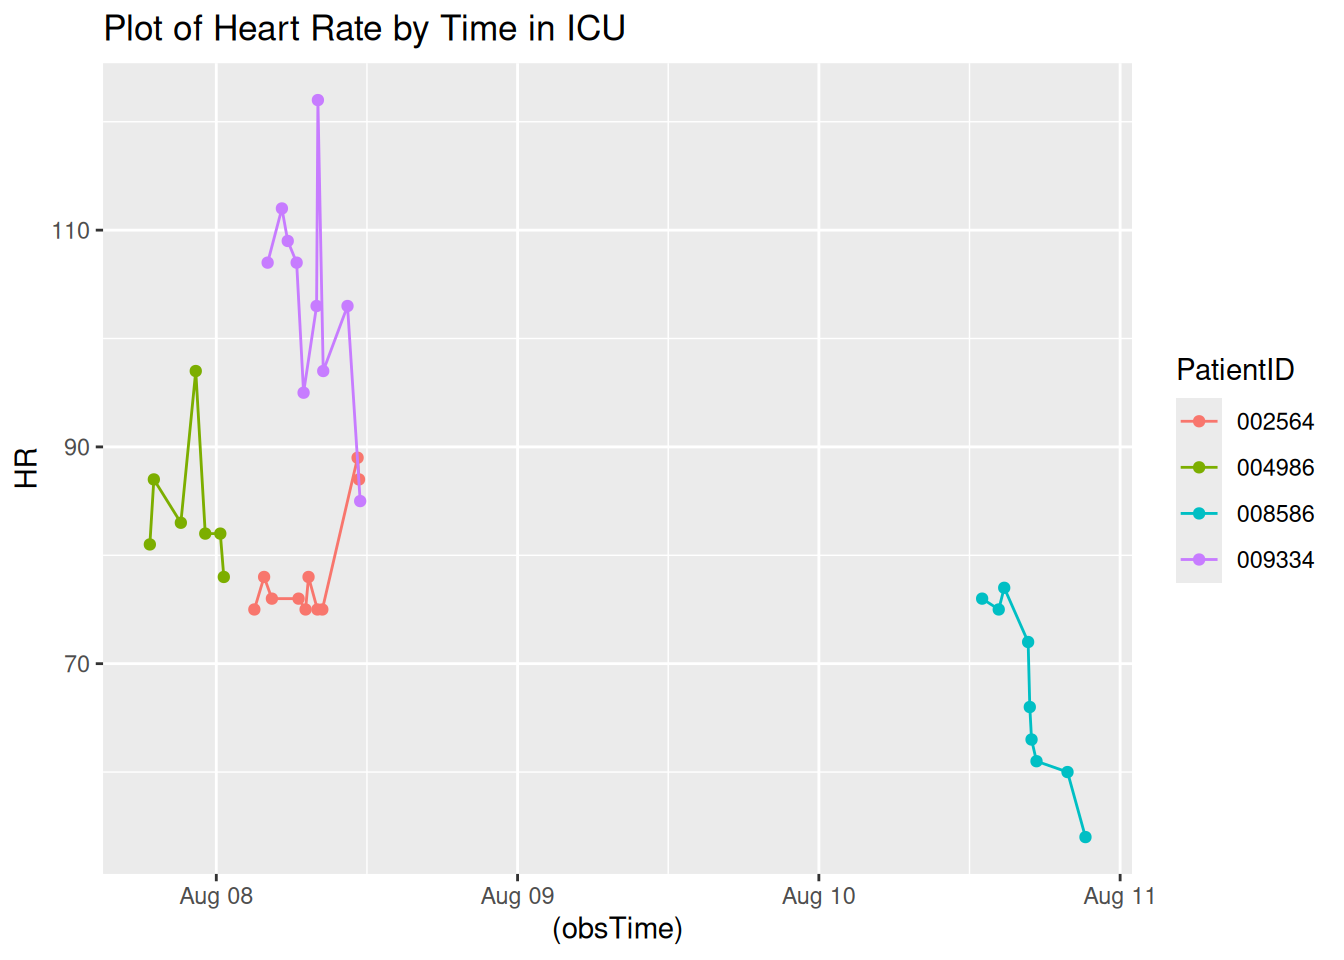 Plot of Heart Rate by Time in ICU
110
90
70
HR
Aug 08
Aug 09
Aug 10
Aug 11
(obsTime)
PatientID
002564
004986
008586
009334